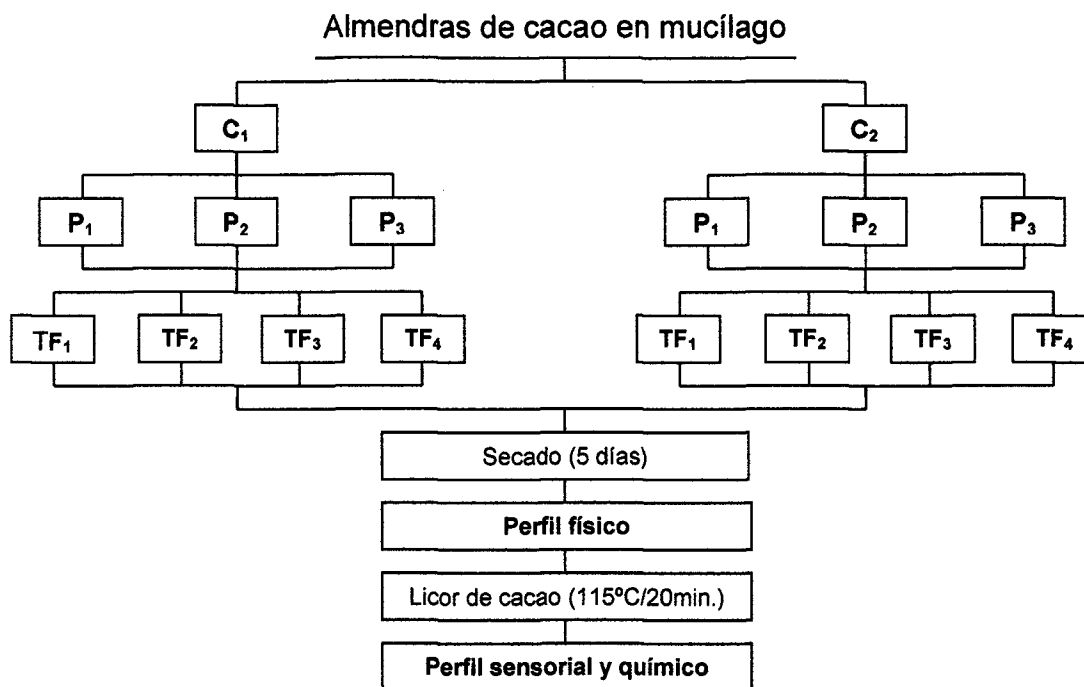 Almendras de cacao en mucílago
C₁ C₂
P₁ P₂ P₃ P₁ P₂ P₃
TF₁ TF₂ TF₃ TF₄ TF₁ TF₂ TF₃ TF₄
Secado (5 días)
Perfil físico
Licor de cacao (115ºC/20min.)
Perfil sensorial y químico